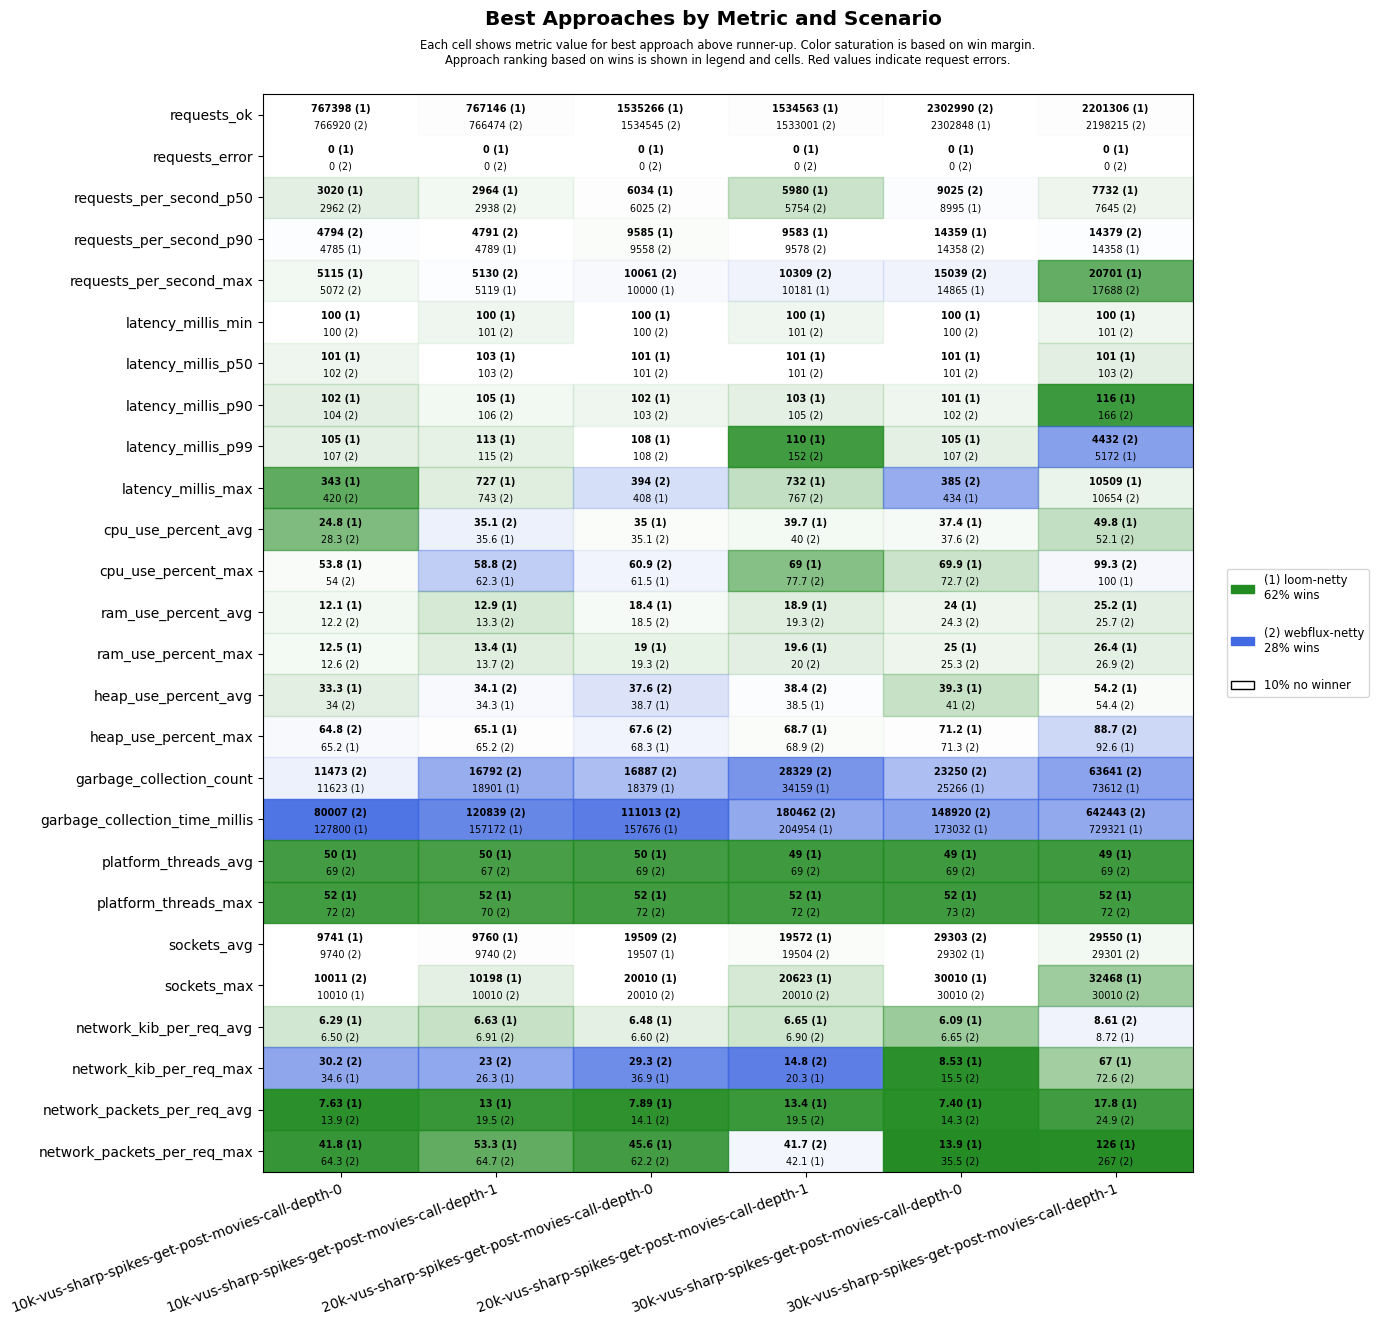 Best Approaches by Metric and Scenario
Each cell shows metric value for best approach above runner-up. Color saturation is based on win margin.
Approach ranking based on wins is shown in legend and cells. Red values indicate request errors.
requests_ok
767398 (1) 767146 (1) 1535266 (1) 1534563 (1) 2302990 (2) 2201306 (1)
766920 (2) 766474 (2) 1534545 (2) 1533001 (2) 2302848 (1) 2198215 (2)
requests_error
0 (1) 0 (1) 0 (1) 0 (1) 0 (1) 0 (1)
0 (2) 0 (2) 0 (2) 0 (2) 0 (2) 0 (2)
requests_per_second_p50
3020 (1) 2964 (1) 6034 (1) 5980 (1) 9025 (2) 7732 (1)
2962 (2) 2938 (2) 6025 (2) 5754 (2) 8995 (1) 7645 (2)
requests_per_second_p90
4794 (2) 4791 (2) 9585 (1) 9583 (1) 14359 (1) 14379 (2)
4785 (1) 4789 (1) 9558 (2) 9578 (2) 14358 (2) 14358 (1)
requests_per_second_max
5115 (1) 5130 (2) 10061 (2) 10309 (2) 15039 (2) 20701 (1)
5072 (2) 5119 (1) 10000 (1) 10181 (1) 14865 (1) 17688 (2)
latency_millis_min
100 (1) 100 (1) 100 (1) 100 (1) 100 (1) 100 (1)
100 (2) 101 (2) 100 (2) 101 (2) 100 (2) 101 (2)
latency_millis_p50
101 (1) 103 (1) 101 (1) 101 (1) 101 (1) 101 (1)
102 (2) 103 (2) 101 (2) 101 (2) 101 (2) 103 (2)
latency_millis_p90
102 (1) 105 (1) 102 (1) 103 (1) 101 (1) 116 (1)
104 (2) 106 (2) 103 (2) 105 (2) 102 (2) 166 (2)
latency_millis_p99
105 (1) 113 (1) 108 (1) 110 (1) 105 (1) 4432 (2)
107 (2) 115 (2) 108 (2) 152 (2) 107 (2) 5172 (1)
latency_millis_max
343 (1) 727 (1) 394 (2) 732 (1) 385 (2) 10509 (1)
420 (2) 743 (2) 408 (1) 767 (2) 434 (1) 10654 (2)
cpu_use_percent_avg
24.8 (1) 35.1 (2) 35 (1) 39.7 (1) 37.4 (1) 49.8 (1)
28.3 (2) 35.6 (1) 35.1 (2) 40 (2) 37.6 (2) 52.1 (2)
cpu_use_percent_max
53.8 (1) 58.8 (2) 60.9 (2) 69 (1) 69.9 (1) 99.3 (2)
54 (2) 62.3 (1) 61.5 (1) 77.7 (2) 72.7 (2) 100 (1)
ram_use_percent_avg
12.1 (1) 12.9 (1) 18.4 (1) 18.9 (1) 24 (1) 25.2 (1)
12.2 (2) 13.3 (2) 18.5 (2) 19.3 (2) 24.3 (2) 25.7 (2)
ram_use_percent_max
12.5 (1) 13.4 (1) 19 (1) 19.6 (1) 25 (1) 26.4 (1)
12.6 (2) 13.7 (2) 19.3 (2) 20 (2) 25.3 (2) 26.9 (2)
heap_use_percent_avg
33.3 (1) 34.1 (2) 37.6 (2) 38.4 (2) 39.3 (1) 54.2 (1)
34 (2) 34.3 (1) 38.7 (1) 38.5 (1) 41 (2) 54.4 (2)
heap_use_percent_max
64.8 (2) 65.1 (1) 67.6 (2) 68.7 (1) 71.2 (1) 88.7 (2)
65.2 (1) 65.2 (2) 68.3 (1) 68.9 (2) 71.3 (2) 92.6 (1)
garbage_collection_count
11473 (2) 16792 (2) 16887 (2) 28329 (2) 23250 (2) 63641 (2)
11623 (1) 18901 (1) 18379 (1) 34159 (1) 25266 (1) 73612 (1)
garbage_collection_time_millis
80007 (2) 120839 (2) 111013 (2) 180462 (2) 148920 (2) 642443 (2)
127800 (1) 157172 (1) 157676 (1) 204954 (1) 173032 (1) 729321 (1)
platform_threads_avg
50 (1) 50 (1) 50 (1) 49 (1) 49 (1) 49 (1)
69 (2) 67 (2) 69 (2) 69 (2) 69 (2) 69 (2)
platform_threads_max
52 (1) 52 (1) 52 (1) 52 (1) 52 (1) 52 (1)
72 (2) 70 (2) 72 (2) 72 (2) 73 (2) 72 (2)
sockets_avg
9741 (1) 9760 (1) 19509 (2) 19572 (1) 29303 (2) 29550 (1)
9740 (2) 9740 (2) 19507 (1) 19504 (2) 29302 (1) 29301 (2)
sockets_max
10011 (2) 10198 (1) 20010 (1) 20623 (1) 30010 (1) 32468 (1)
10010 (1) 10010 (2) 20010 (2) 20010 (2) 30010 (2) 30010 (2)
network_kib_per_req_avg
6.29 (1) 6.63 (1) 6.48 (1) 6.65 (1) 6.09 (1) 8.61 (2)
6.50 (2) 6.91 (2) 6.60 (2) 6.90 (2) 6.65 (2) 8.72 (1)
network_kib_per_req_max
30.2 (2) 23 (2) 29.3 (2) 14.8 (2) 8.53 (1) 67 (1)
34.6 (1) 26.3 (1) 36.9 (1) 20.3 (1) 15.5 (2) 72.6 (2)
network_packets_per_req_avg
7.63 (1) 13 (1) 7.89 (1) 13.4 (1) 7.40 (1) 17.8 (1)
13.9 (2) 19.5 (2) 14.1 (2) 19.5 (2) 14.3 (2) 24.9 (2)
network_packets_per_req_max
41.8 (1) 53.3 (1) 45.6 (1) 41.7 (2) 13.9 (1) 126 (1)
64.3 (2) 64.7 (2) 62.2 (2) 42.1 (1) 35.5 (2) 267 (2)
10k-vus-sharp-spikes-get-post-movies-call-depth-0
10k-vus-sharp-spikes-get-post-movies-call-depth-1
20k-vus-sharp-spikes-get-post-movies-call-depth-0
20k-vus-sharp-spikes-get-post-movies-call-depth-1
30k-vus-sharp-spikes-get-post-movies-call-depth-0
30k-vus-sharp-spikes-get-post-movies-call-depth-1
(1) loom-netty
62% wins
(2) webflux-netty
28% wins
10% no winner